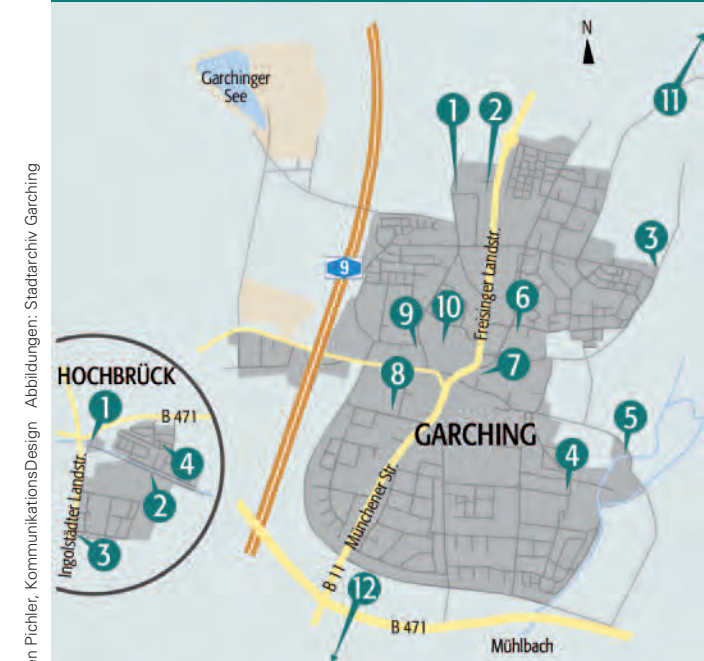 en Pichler, KommunikationsDesign Abbildungen: Stadtarchiv Garching
N
Garchinger
See
1
2
11
3
9
Freisinger Landstr.
6
9
10
7
8
HOCHBRÜCK
1
B 471
4
2
Ingolstädter Landstr.
3
GARCHING
5
4
Münchener Str.
B 11
12
B 471
Mühlbach